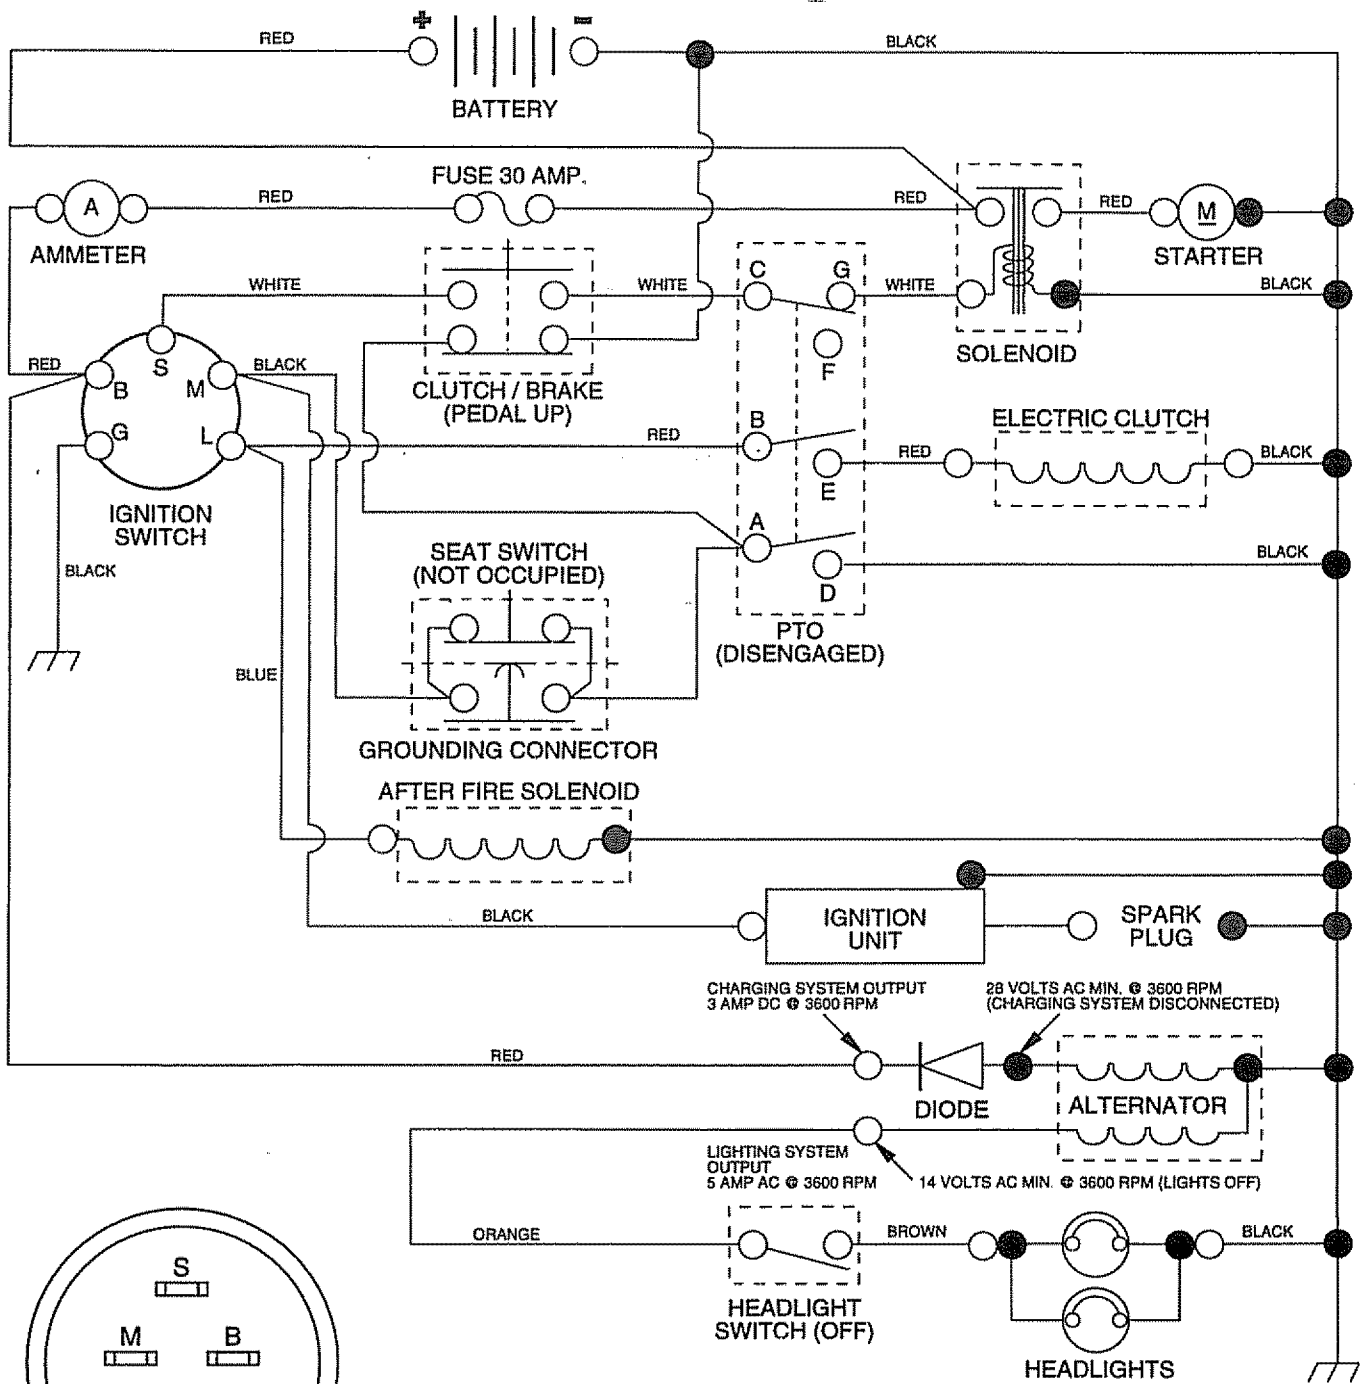 +
-
RED
BLACK
BATTERY
FUSE 30 AMP.
A
RED
RED
RED
M
AMMETER
STARTER
WHITE
WHITE
C
G
WHITE
BLACK
RED
S
BLACK
B
M
CLUTCH / BRAKE
(PEDAL UP)
F
SOLENOID
G
L
RED
B
ELECTRIC CLUTCH
RED
BLACK
E
IGNITION
SWITCH
A
BLACK
SEAT SWITCH
(NOT OCCUPIED)
BLACK
D
PTO
(DISENGAGED)
BLUE
GROUNDING CONNECTOR
AFTER FIRE SOLENOID
BLACK
IGNITION
UNIT
SPARK
PLUG
CHARGING SYSTEM OUTPUT
3 AMP DC @ 3600 RPM
28 VOLTS AC MIN. @ 3600 RPM
(CHARGING SYSTEM DISCONNECTED)
RED
DIODE
ALTERNATOR
LIGHTING SYSTEM
OUTPUT
5 AMP AC @ 3600 RPM
14 VOLTS AC MIN. @ 3600 RPM (LIGHTS OFF)
ORANGE
BROWN
BLACK
HEADLIGHT
SWITCH (OFF)
HEADLIGHTS
S
M
B